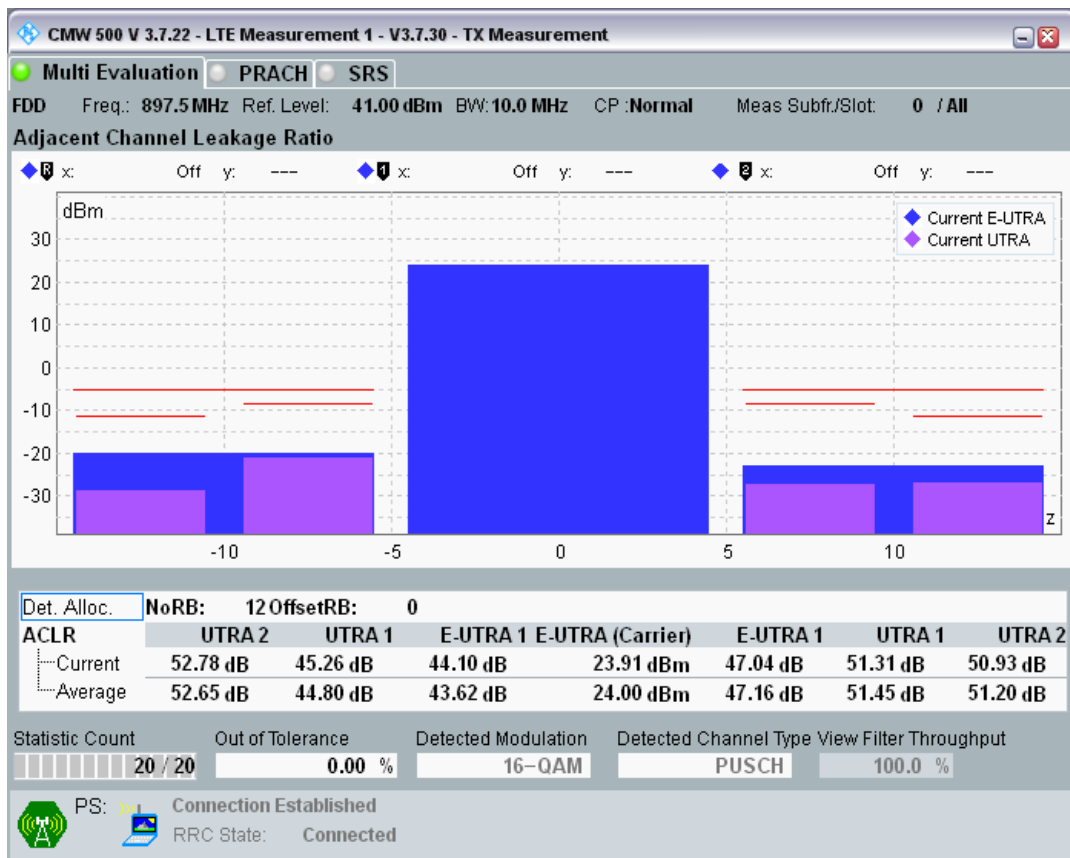 CMW 500 V 3.7.22 - LTE Measurement 1 - V3.7.30 - TX Measurement
Multi Evaluation PRACH SRS
FDD Freq.: 897.5 MHz Ref. Level: 41.00 dBm BW: 10.0 MHz CP :Normal Meas Subfr./Slot: 0 / All
Adjacent Channel Leakage Ratio
R x: Off y: --- 1 x: Off y: --- 2 x: Off y: ---
dBm
Current E-UTRA
Current UTRA
30
20
10
0
-10
-20
-30
z
-10 -5 0 5 10
Det. Alloc. NoRB: 12 OffsetRB: 0
ACLR UTRA 2 UTRA 1 E-UTRA 1 E-UTRA (Carrier) E-UTRA 1 UTRA 1 UTRA 2
Current 52.78 dB 45.26 dB 44.10 dB 23.91 dBm 47.04 dB 51.31 dB 50.93 dB
Average 52.65 dB 44.80 dB 43.62 dB 24.00 dBm 47.16 dB 51.45 dB 51.20 dB
Statistic Count Out of Tolerance Detected Modulation Detected Channel Type View Filter Throughput
20 / 20 0.00 % 16-QAM PUSCH 100.0 %
PS: Connection Established
RRC State: Connected